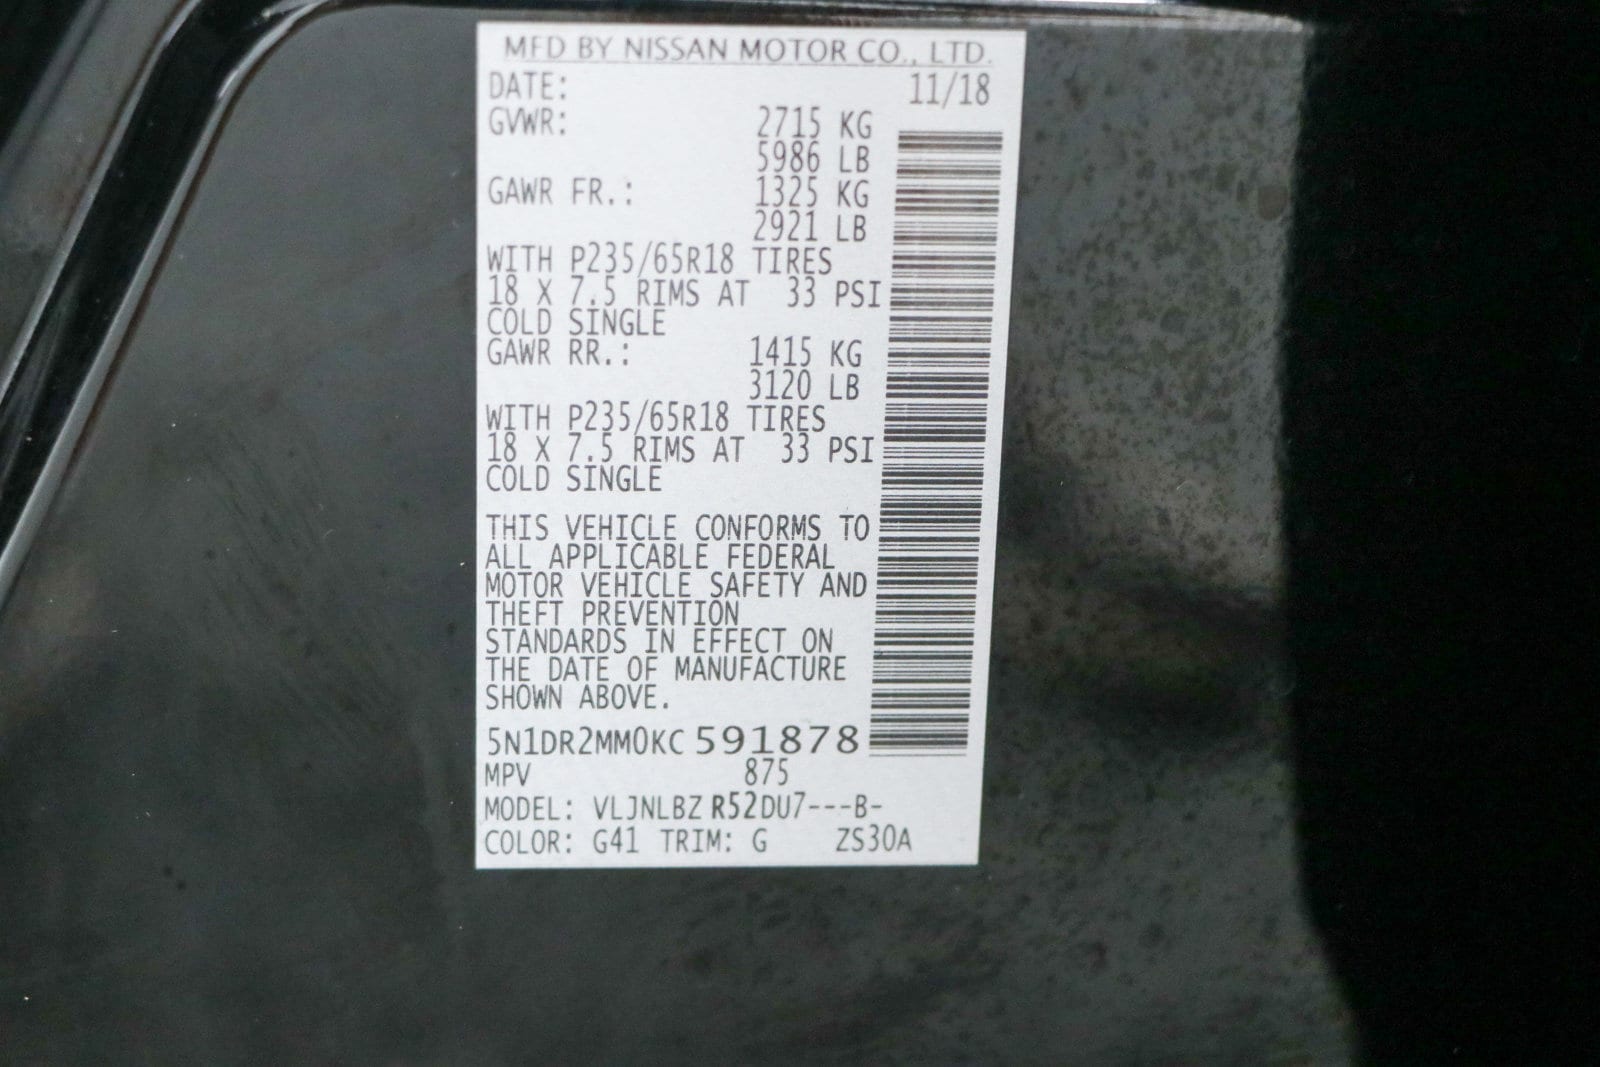 MFD BY NISSAN MOTOR CO., LTD.
DATE: 11/18
GVWR: 2715 KG
5986 LB
GAWR FR.: 1325 KG
2921 LB
WITH P235/65R18 TIRES
18 X 7.5 RIMS AT 33 PSI
COLD SINGLE
GAWR RR.: 1415 KG
3120 LB
WITH P235/65R18 TIRES
18 X 7.5 RIMS AT 33 PSI
COLD SINGLE
THIS VEHICLE CONFORMS TO
ALL APPLICABLE FEDERAL
MOTOR VEHICLE SAFETY AND
THEFT PREVENTION
STANDARDS IN EFFECT ON
THE DATE OF MANUFACTURE
SHOWN ABOVE.
5N1DR2MM0KC591878
MPV 875
MODEL: VLJNLBZ R52DU7---B-
COLOR: G41 TRIM: G ZS30A